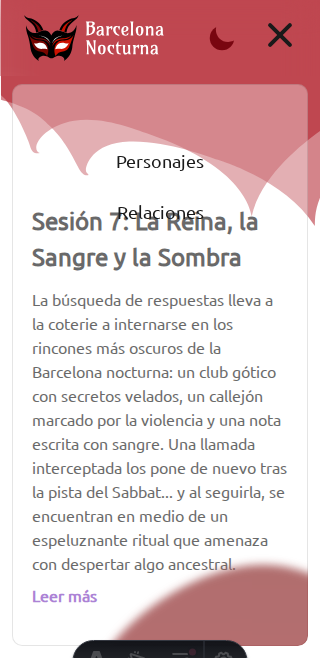 Barcelona
Nocturna
Personajes
Relaciones
Sesión 7: La Reina, la
Sangre y la Sombra
La búsqueda de respuestas lleva a
la coterie a internarse en los
rincones más oscuros de la
Barcelona nocturna: un club gótico
con secretos velados, un callejón
marcado por la violencia y una nota
escrita con sangre. Una llamada
interceptada los pone de nuevo tras
la pista del Sabbat... y al seguirla, se
encuentran en medio de un
espeluznante ritual que amenaza
con despertar algo ancestral.
Leer más